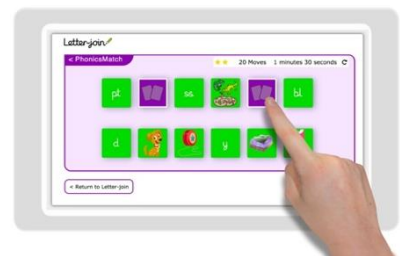 Letter-join
< PhonicsMatch
20 Moves 1 minutes 30 seconds
pt ss bl
d y
< Return to Letter-join